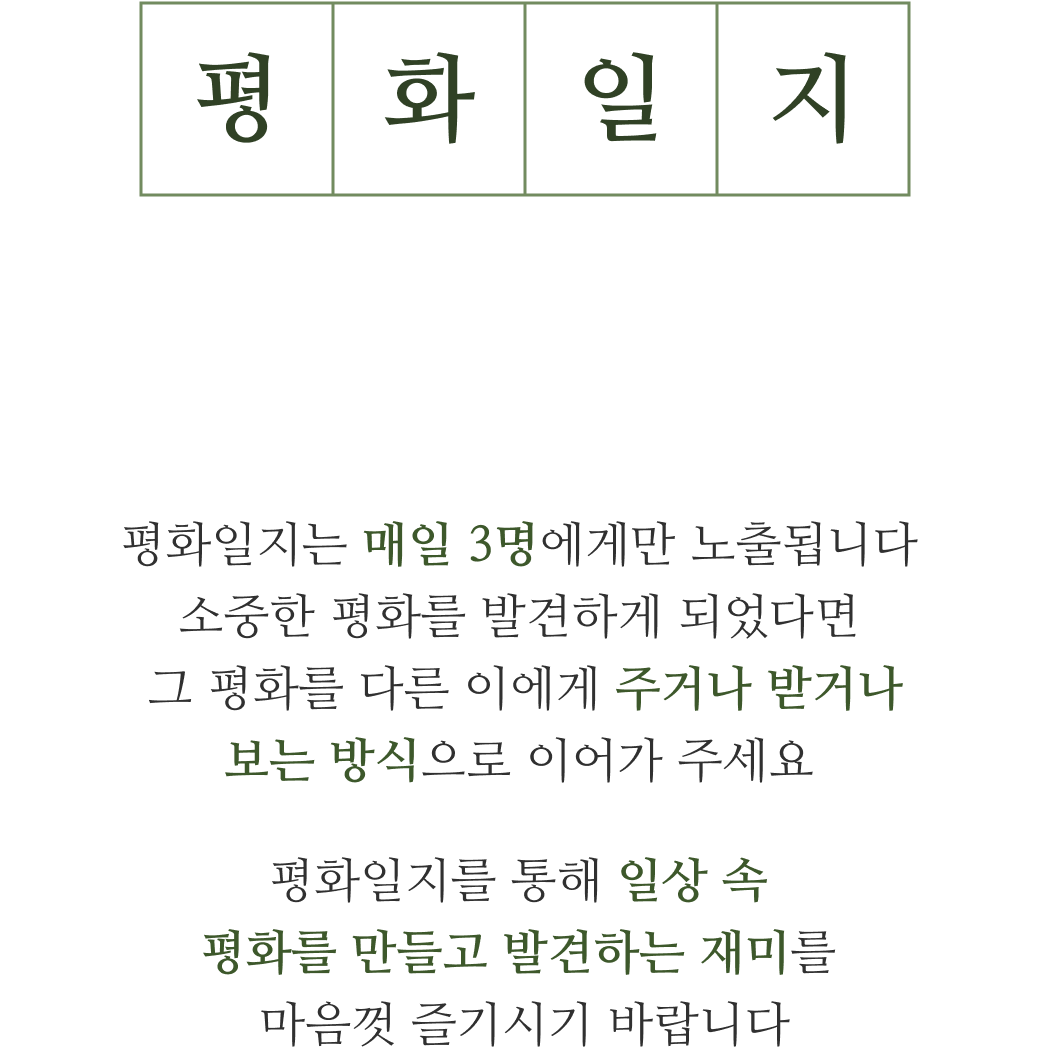 평화일지
평화일지는 매일 3명에게만 노출됩니다
소중한 평화를 발견하게 되었다면
그 평화를 다른 이에게 주거나 받거나
보는 방식으로 이어가 주세요
평화일지를 통해 일상 속
평화를 만들고 발견하는 재미를
마음껏 즐기시기 바랍니다